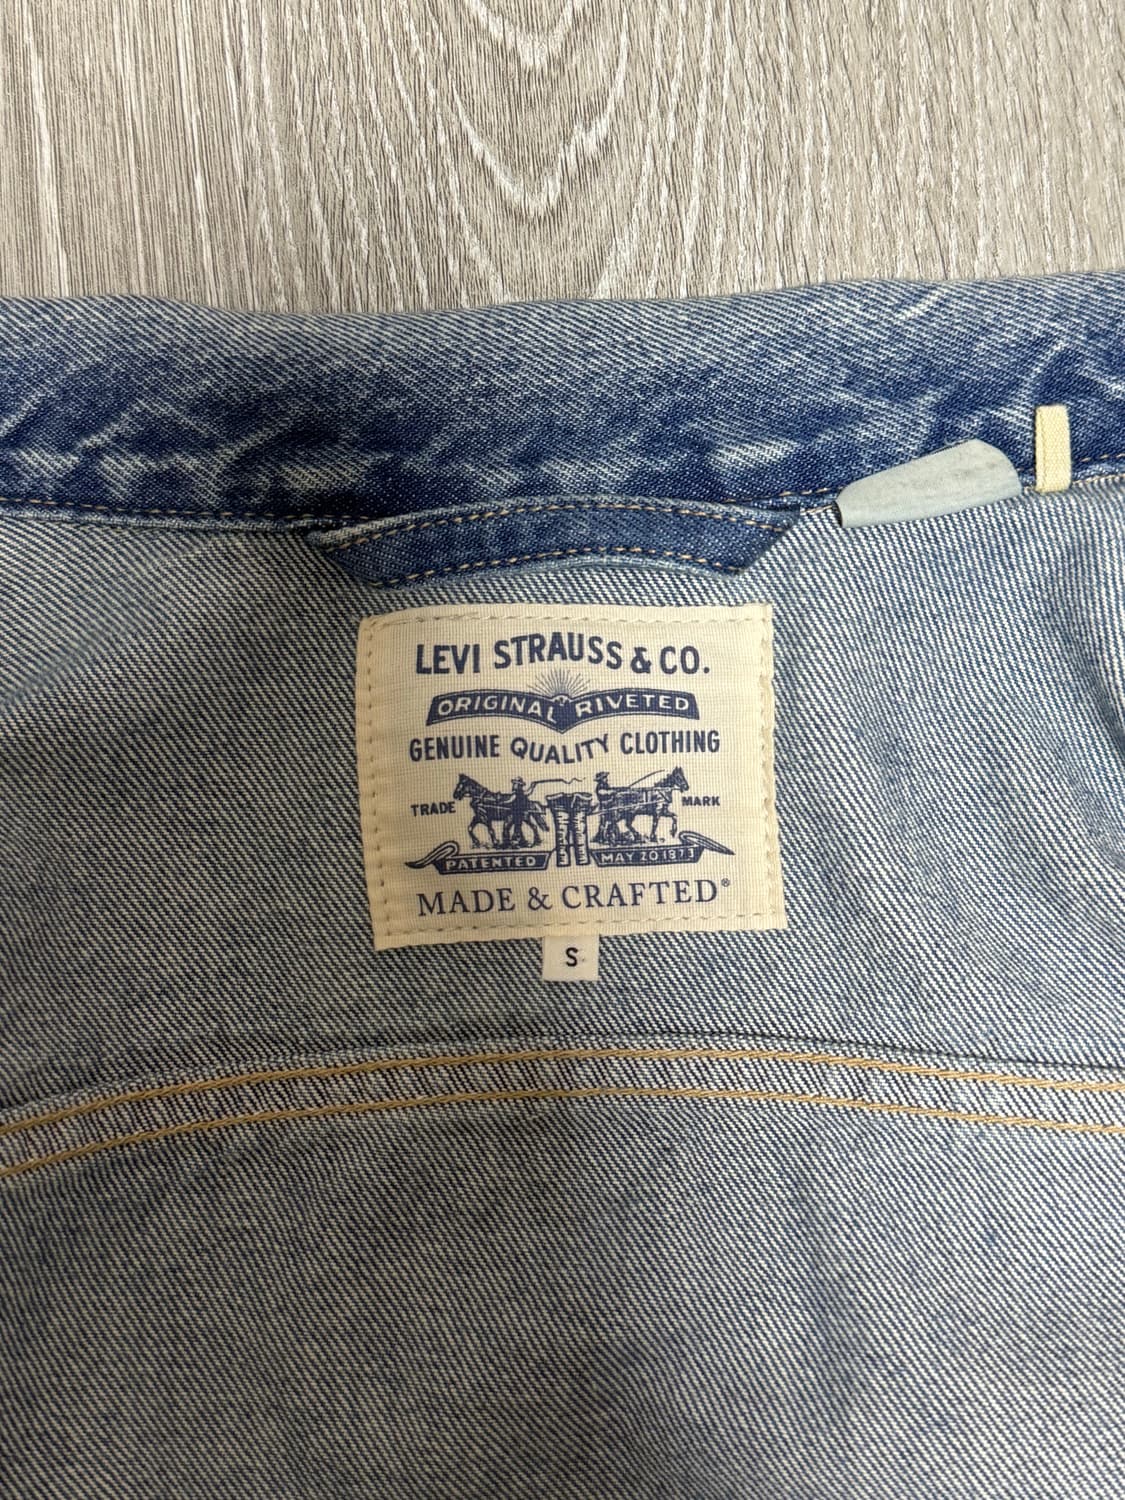 LEVI STRAUSS & CO.
ORIGINAL RIVETED
GENUINE QUALITY CLOTHING
TRADE MARK
PATENTED MAY 20 1873
MADE & CRAFTED®
S